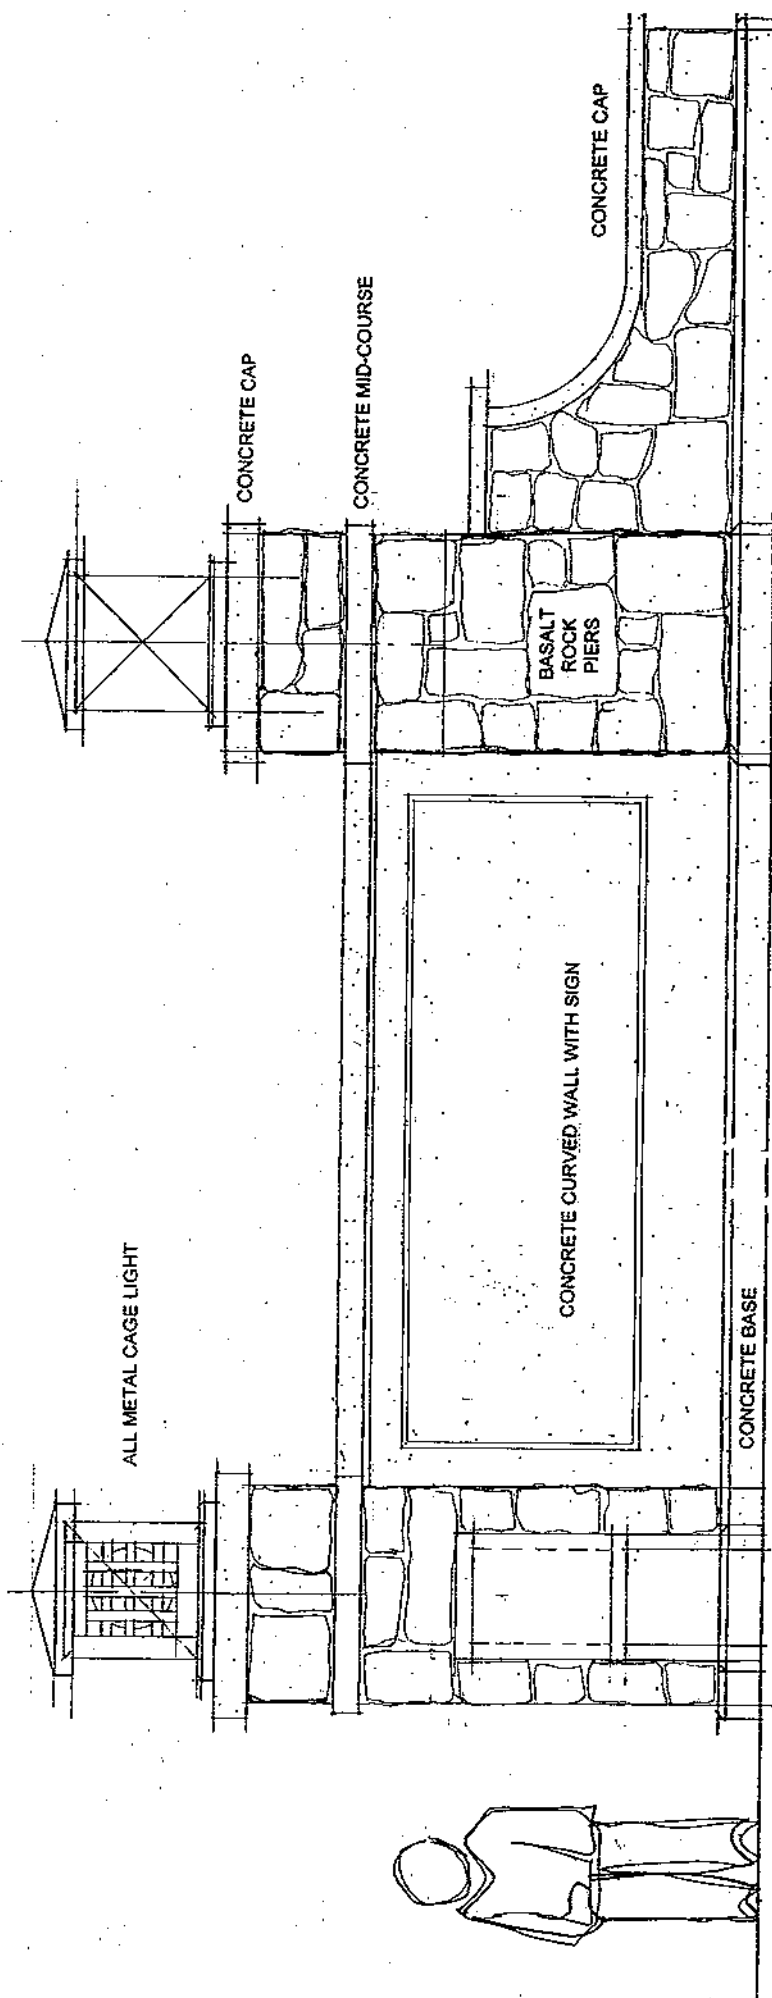 ALL METAL CAGE LIGHT
CONCRETE CAP
CONCRETE MID-COURSE
CONCRETE CAP
BASALT
ROCK
PIERS
CONCRETE CURVED WALL WITH SIGN
CONCRETE BASE